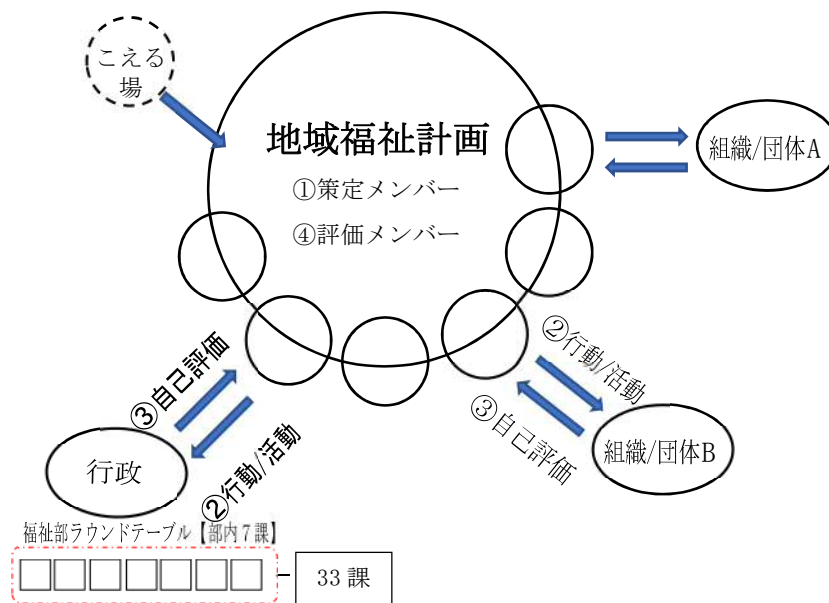 こえる
場
地域福祉計画
①策定メンバー
④評価メンバー
組織/団体A
②行動/活動
③自己評価
組織/団体B
③自己評価
②行動/活動
行政
福祉部ラウンドテーブル【部内７課】
33 課